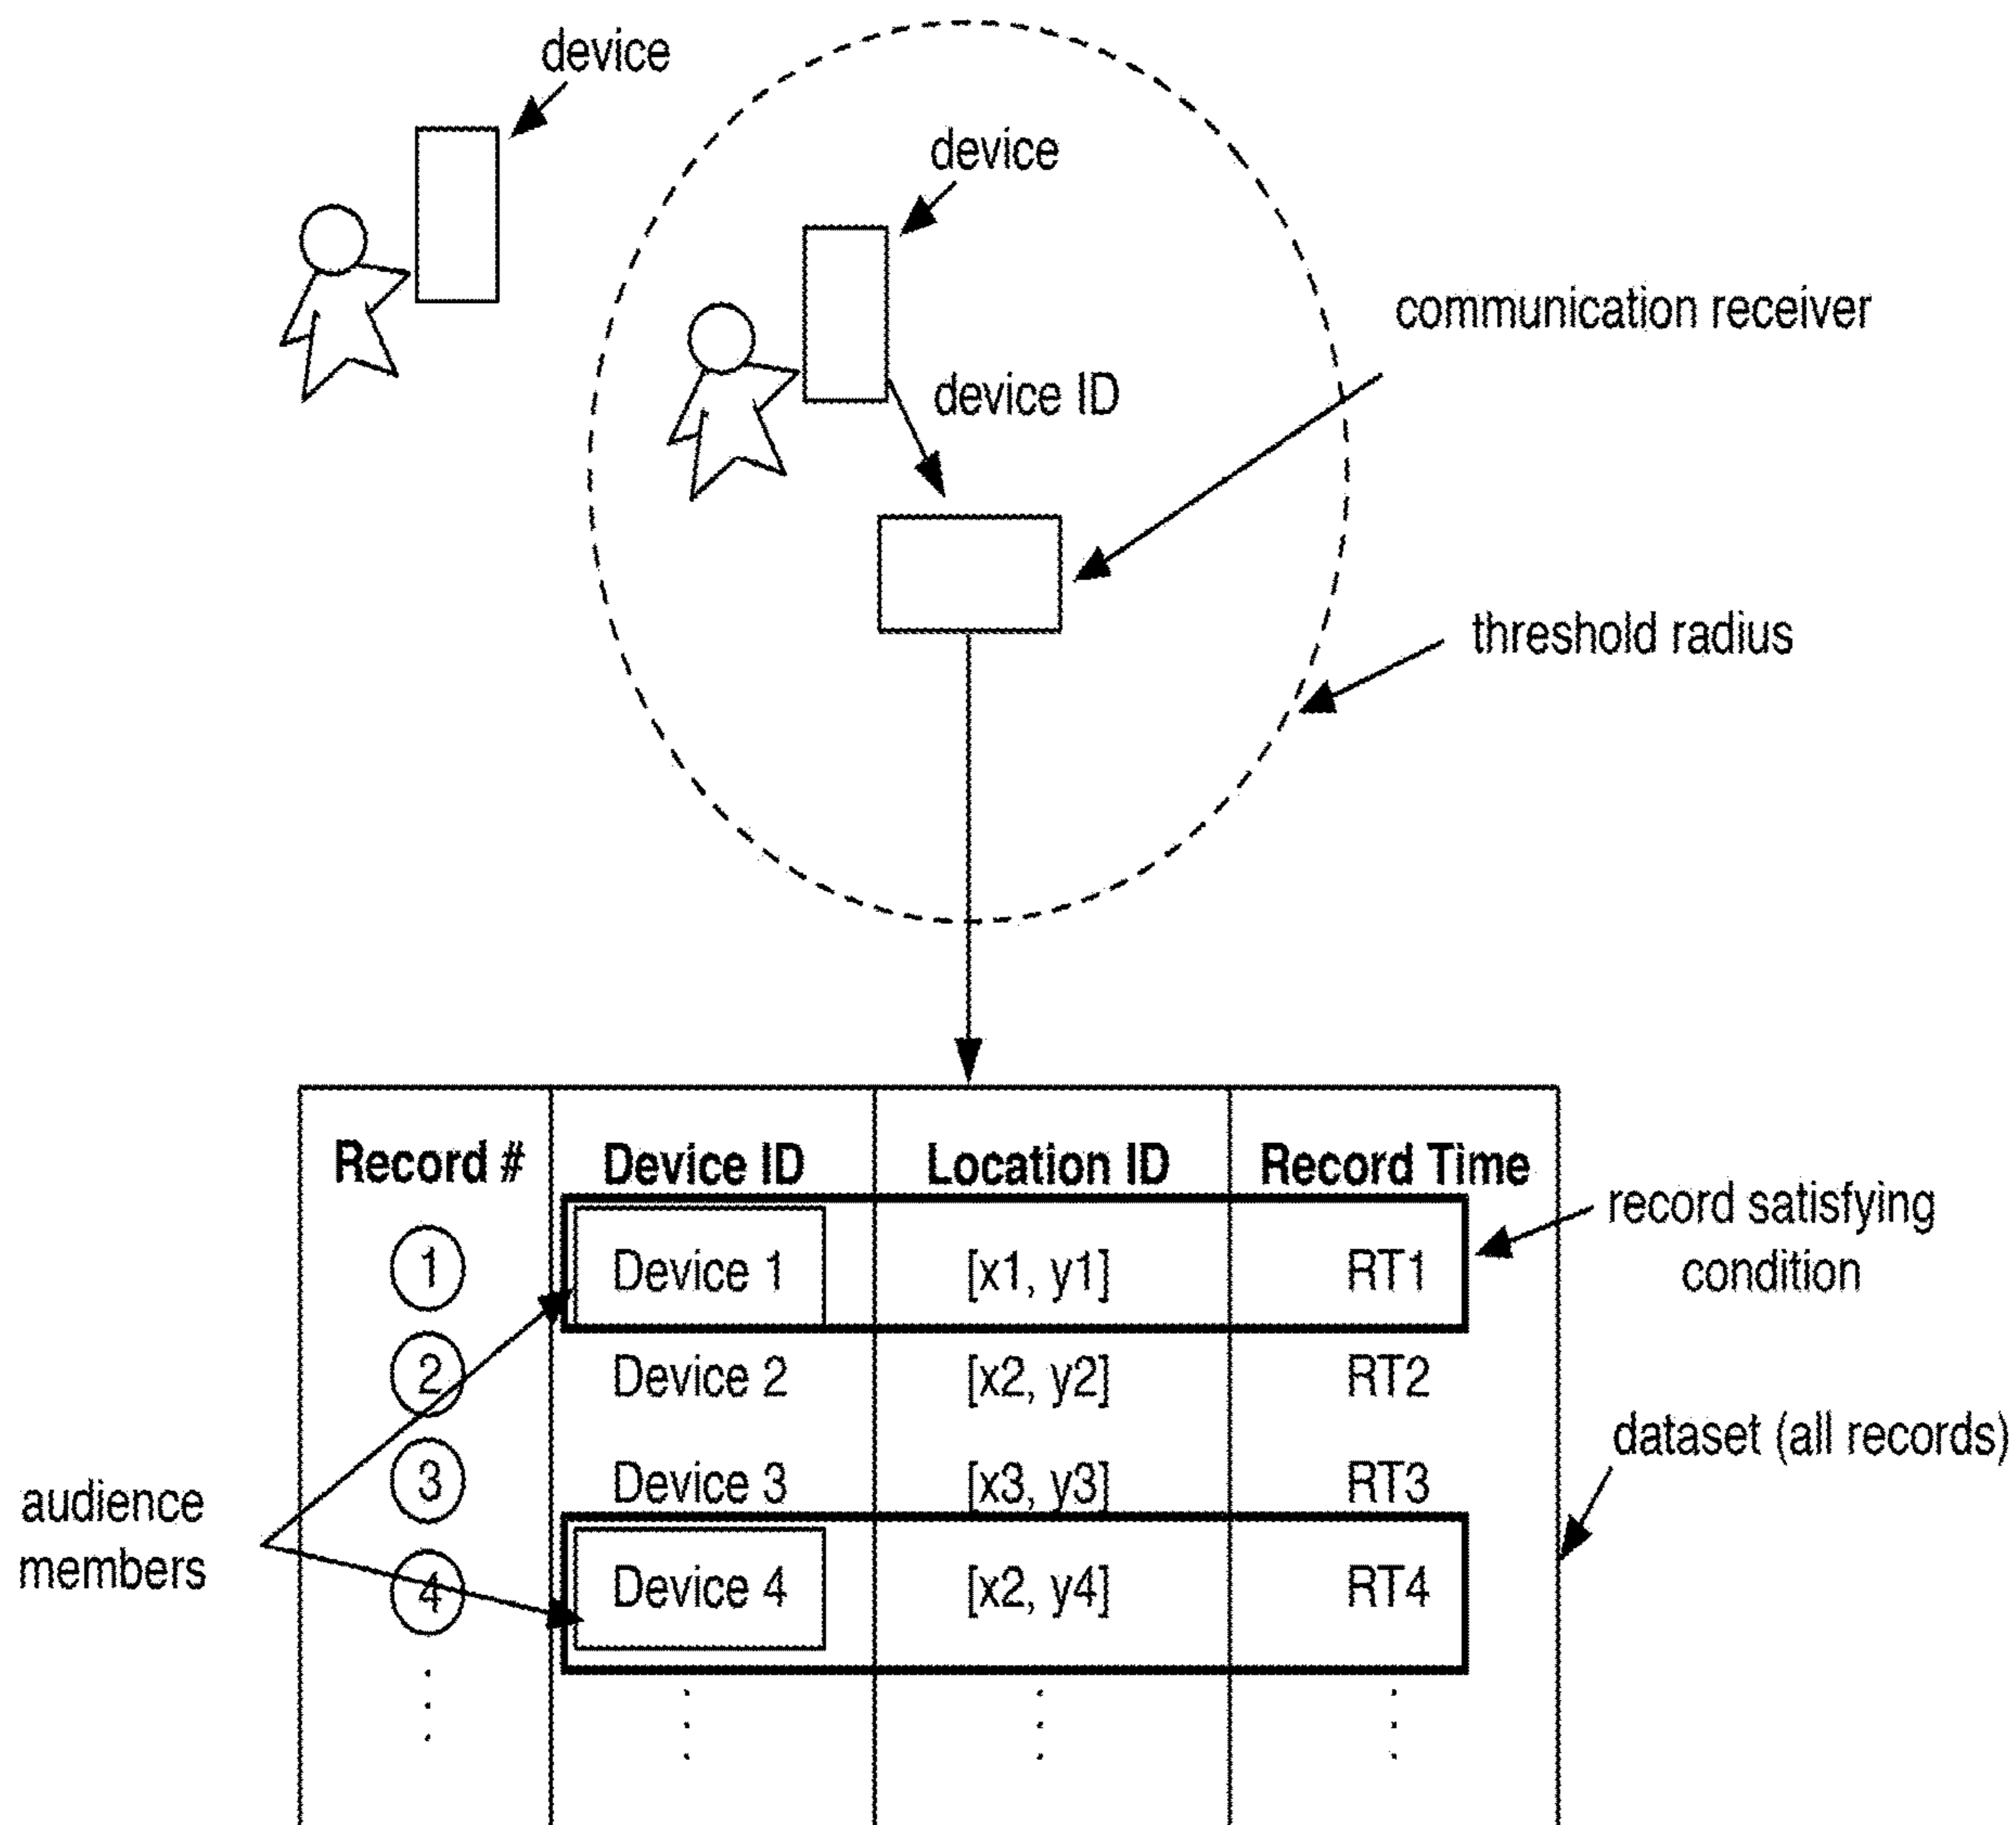 device
device
communication receiver
device ID
threshold radius
Record # Device ID Location ID Record Time
1 Device 1 [x1, y1] RT1
record satisfying
condition
2 Device 2 [x2, y2] RT2
dataset (all records)
3 Device 3 [x3, y3] RT3
audience
members
4 Device 4 [x2, y4] RT4